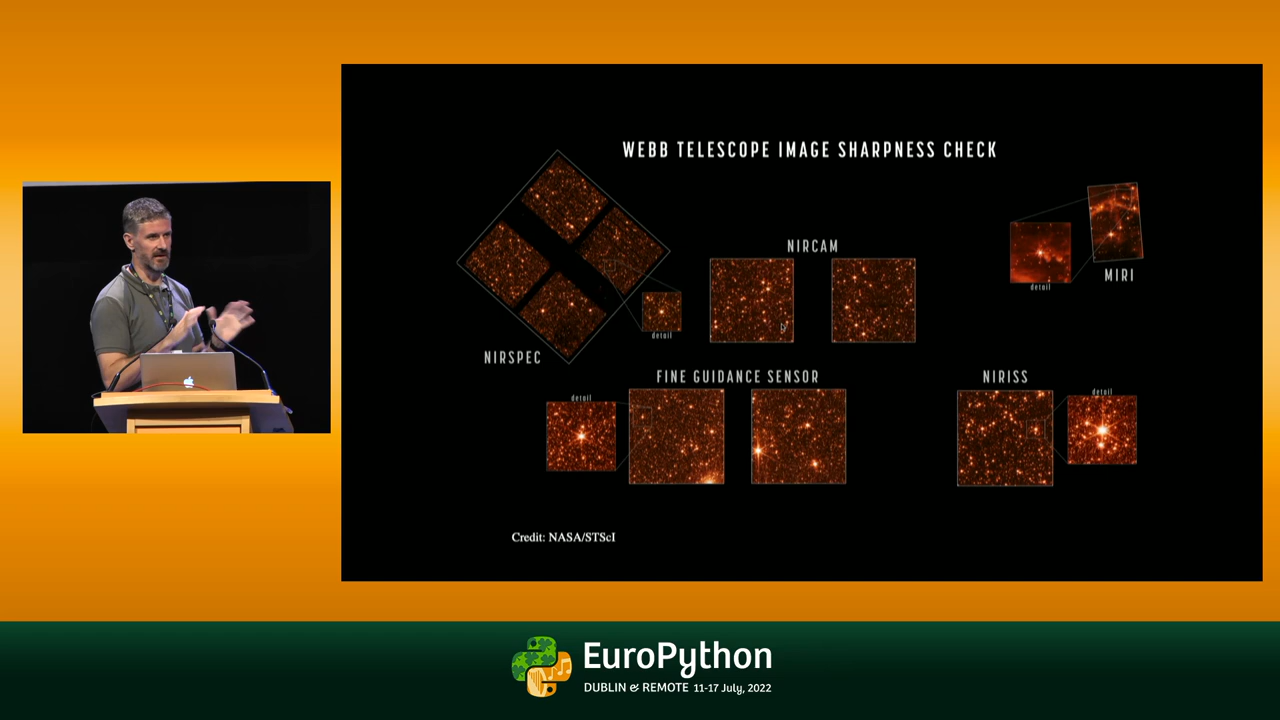 WEBB TELESCOPE IMAGE SHARPNESS CHECK
NIRCAM
MIRI
detail
detail
NIRSPEC
FINE GUIDANCE SENSOR
NIRISS
detail
detail
Credit: NASA/STScI
EuroPython
DUBLIN & REMOTE 11-17 July, 2022